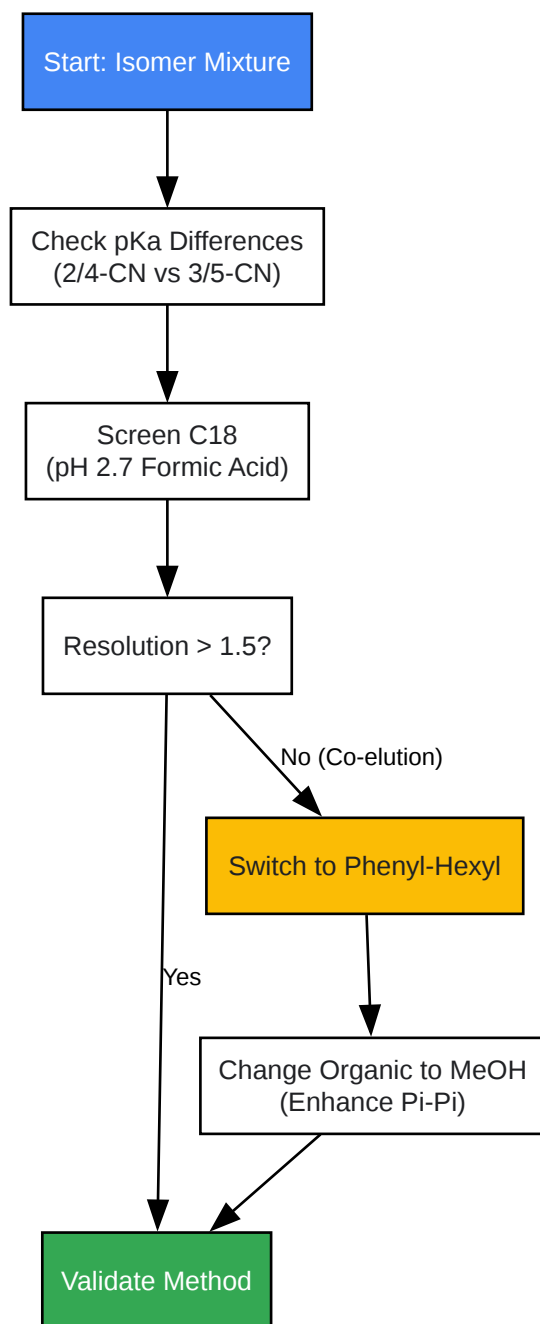 Start: Isomer Mixture
Check pKa Differences
(2/4-CN vs 3/5-CN)
Screen C18
(pH 2.7 Formic Acid)
Resolution > 1.5?
No (Co-elution)
Switch to Phenyl-Hexyl
Yes
Change Organic to MeOH
(Enhance Pi-Pi)
Validate Method